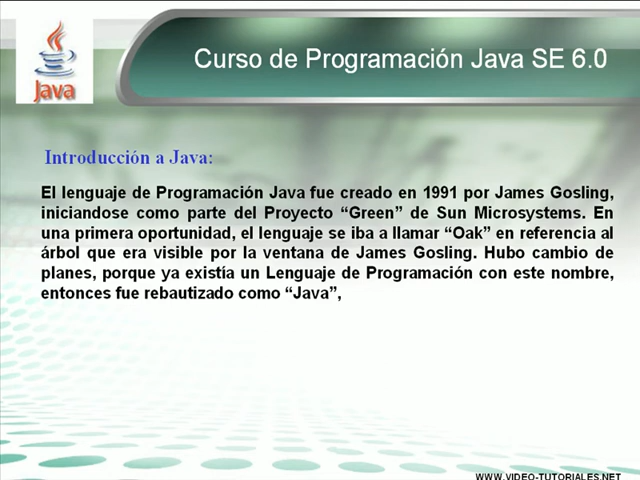 Java
Curso de Programación Java SE 6.0
Introducción a Java:
El lenguaje de Programación Java fue creado en 1991 por James Gosling,
iniciandose como parte del Proyecto “Green” de Sun Microsystems. En
una primera oportunidad, el lenguaje se iba a llamar “Oak” en referencia al
árbol que era visible por la ventana de James Gosling. Hubo cambio de
planes, porque ya existía un Lenguaje de Programación con este nombre,
entonces fue rebautizado como “Java”,
WWW.VIDEO-TUTORIALES.NET